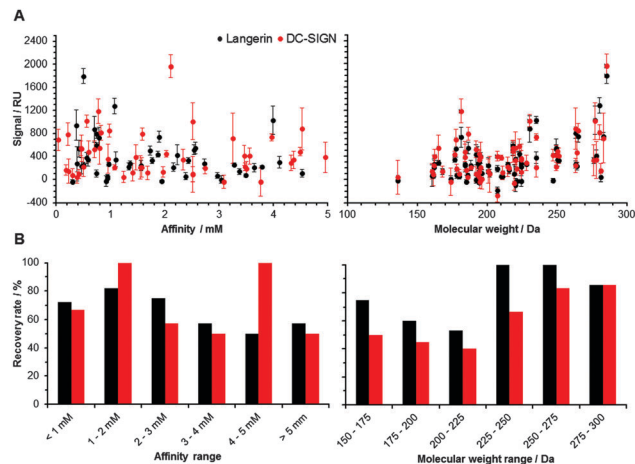 A
Langerin DC-SIGN
Signal / RU
2400
2000
1600
1200
800
400
0
-400
0 1 2 3 4 5
Affinity / mM
100 150 200 250 300
Molecular weight / Da
B
Recovery rate / %
100
80
60
40
20
0
< 1 mM
1 - 2 mM
2 - 3 mM
3 - 4 mM
4 - 5 mM
> 5 mm
Affinity range
150 - 175
175 - 200
200 - 225
225 - 250
250 - 275
275 - 300
Molecular weight range / Da